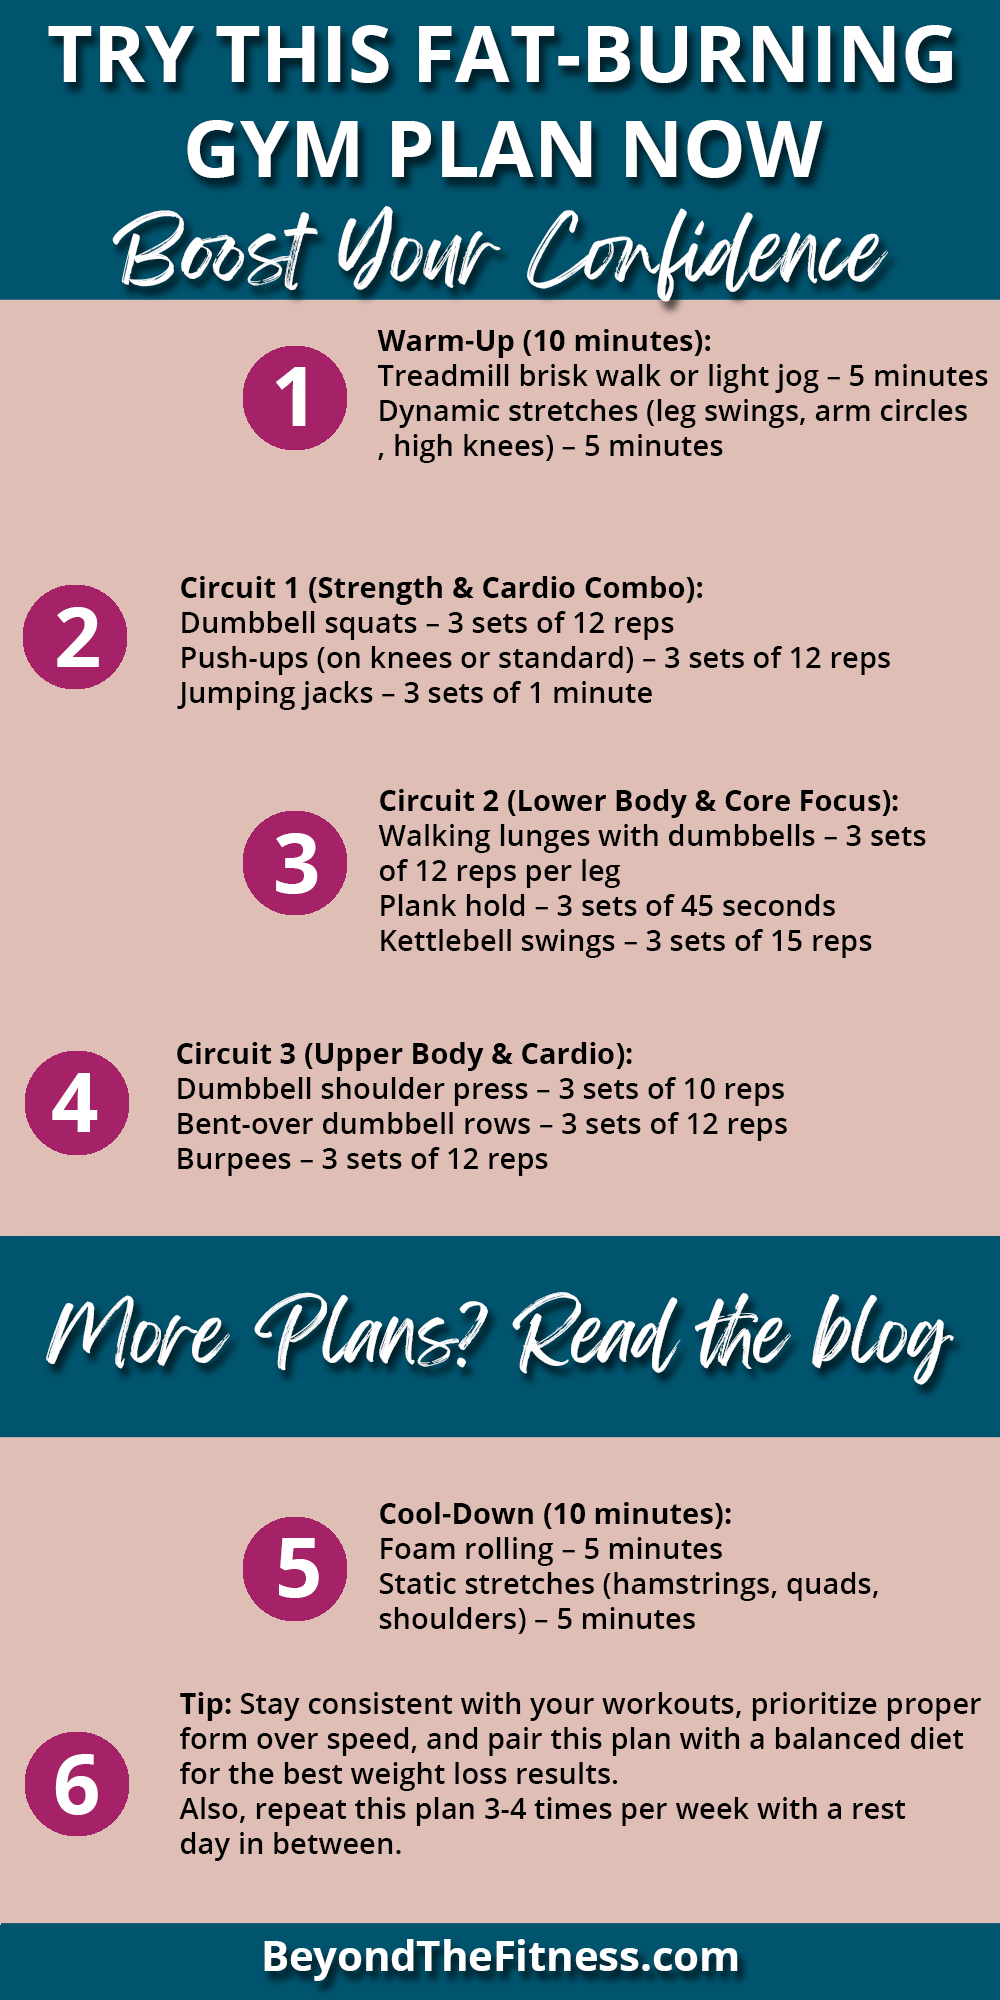 TRY THIS FAT-BURNING
GYM PLAN NOW
Boost Your Confidence
1
Warm-Up (10 minutes):
Treadmill brisk walk or light jog – 5 minutes
Dynamic stretches (leg swings, arm circles
, high knees) – 5 minutes
2
Circuit 1 (Strength & Cardio Combo):
Dumbbell squats – 3 sets of 12 reps
Push-ups (on knees or standard) – 3 sets of 12 reps
Jumping jacks – 3 sets of 1 minute
3
Circuit 2 (Lower Body & Core Focus):
Walking lunges with dumbbells – 3 sets
of 12 reps per leg
Plank hold – 3 sets of 45 seconds
Kettlebell swings – 3 sets of 15 reps
4
Circuit 3 (Upper Body & Cardio):
Dumbbell shoulder press – 3 sets of 10 reps
Bent-over dumbbell rows – 3 sets of 12 reps
Burpees – 3 sets of 12 reps
More Plans? Read the blog
5
Cool-Down (10 minutes):
Foam rolling – 5 minutes
Static stretches (hamstrings, quads,
shoulders) – 5 minutes
6
Tip: Stay consistent with your workouts, prioritize proper
form over speed, and pair this plan with a balanced diet
for the best weight loss results.
Also, repeat this plan 3-4 times per week with a rest
day in between.
BeyondTheFitness.com